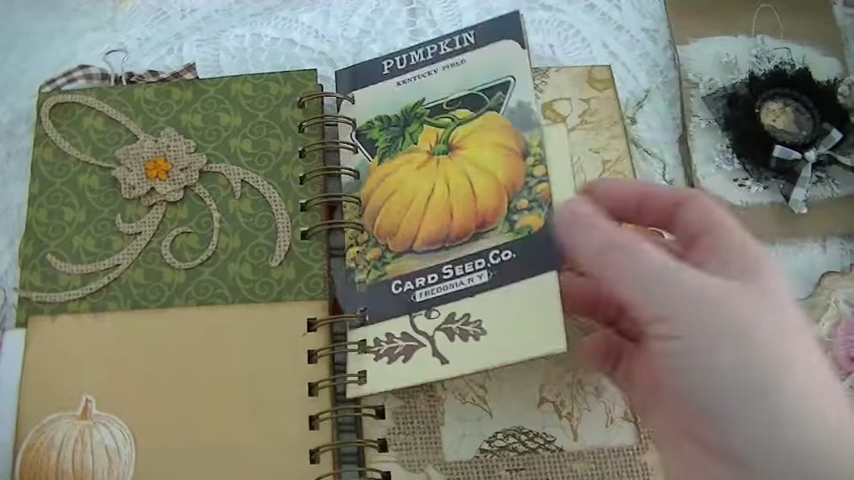 PUMPKIN
KENTUCKY FIELD
CARD SEED CO.
FREDONIA, N.Y.